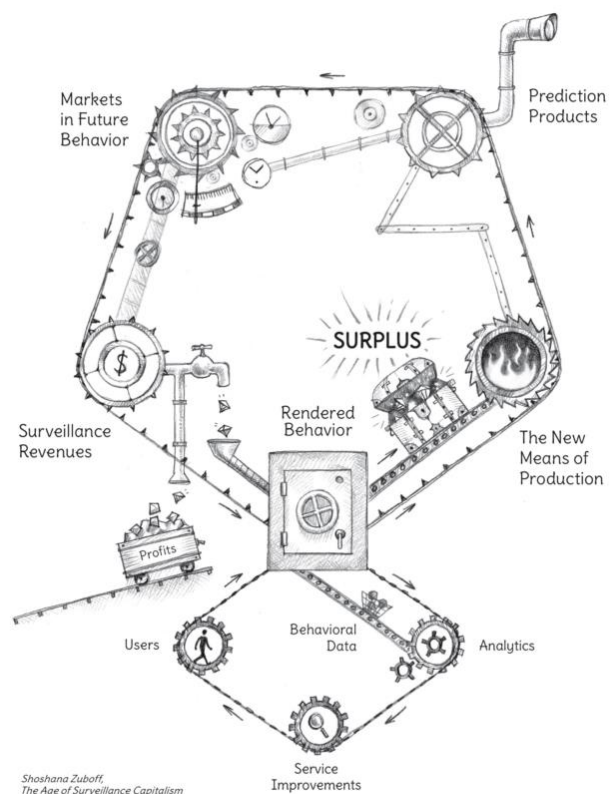 Markets
in Future
Behavior
Prediction
Products
SURPLUS
$
Rendered
Behavior
Surveillance
Revenues
The New
Means of
Production
Profits
Users
Behavioral
Data
Analytics
Service
Improvements
Shoshana Zuboff,
The Age of Surveillance Capitalism